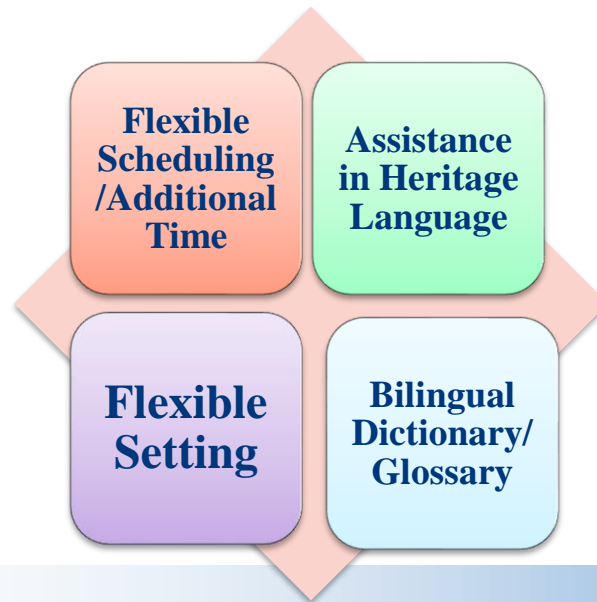 Flexible
Scheduling
/Additional
Time
Assistance
in Heritage
Language
Flexible
Setting
Bilingual
Dictionary/
Glossary